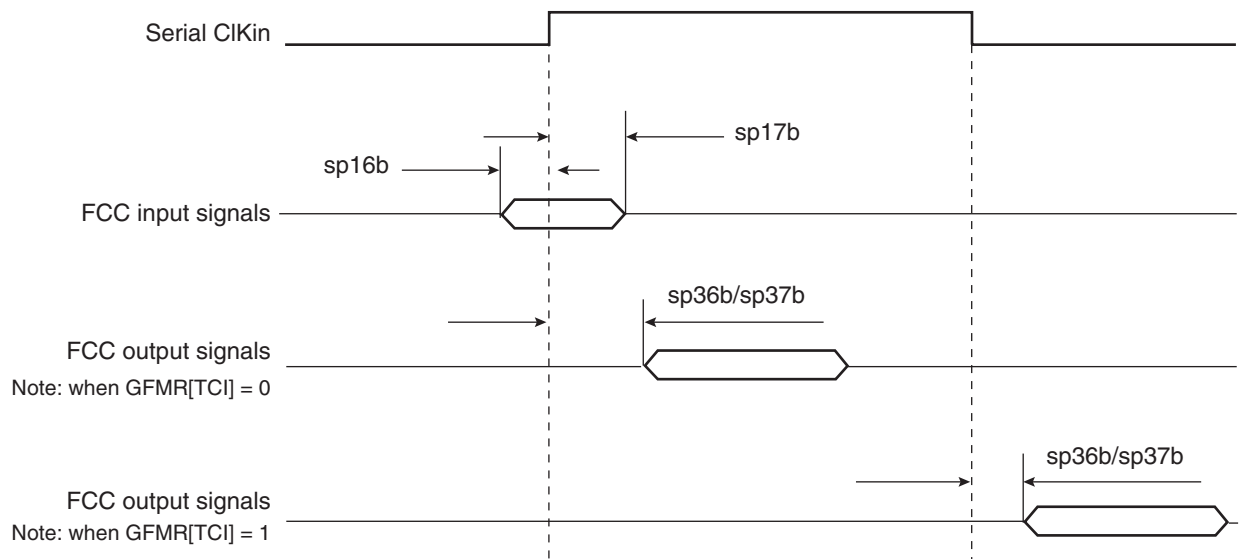 Serial ClKin
sp17b
sp16b
FCC input signals
sp36b/sp37b
FCC output signals
Note: when GFMR[TCI] = 0
sp36b/sp37b
FCC output signals
Note: when GFMR[TCI] = 1